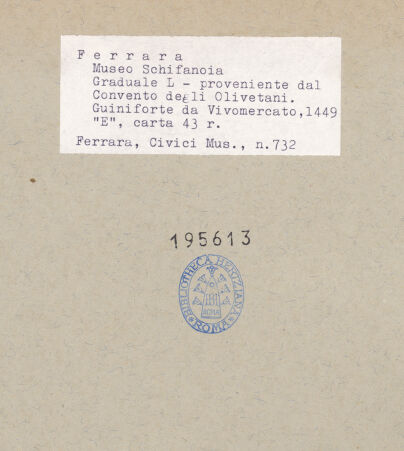 F e r r a r a
Museo Schifanoia
Graduale L - proveniente dal
Convento degli Olivetani.
Guiniforte da Vivomercato,1449
"E", carta 43 r.
Ferrara, Civici Mus., n.732
195613
BIBLIOTHECA HERTZIANA
ROMA
ROMA